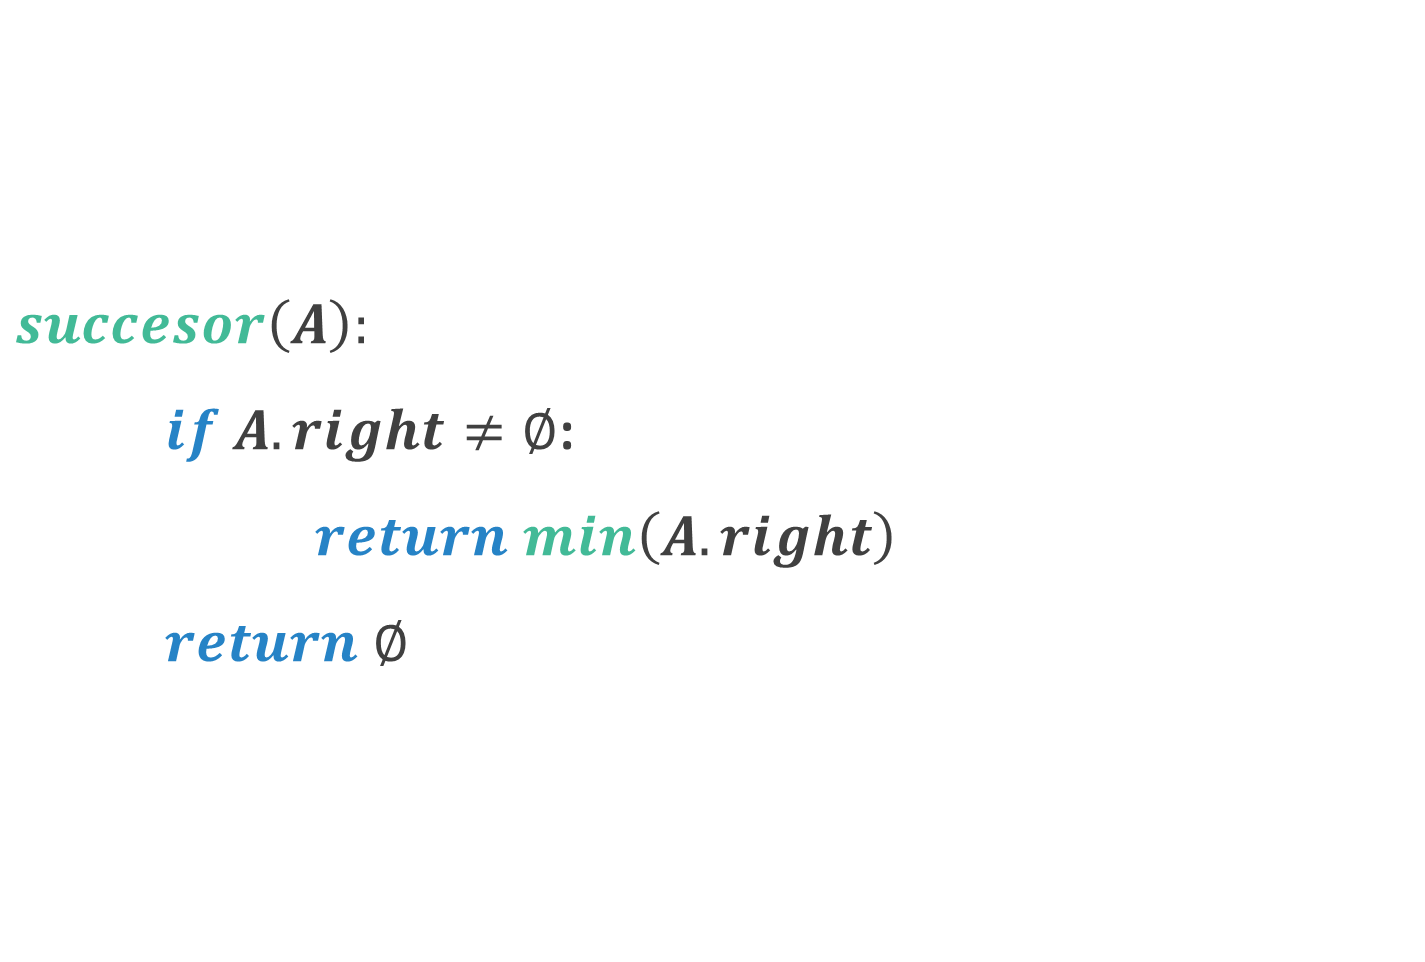 succesor(A):
if A.right ≠ ∅:
return min(A.right)
return ∅